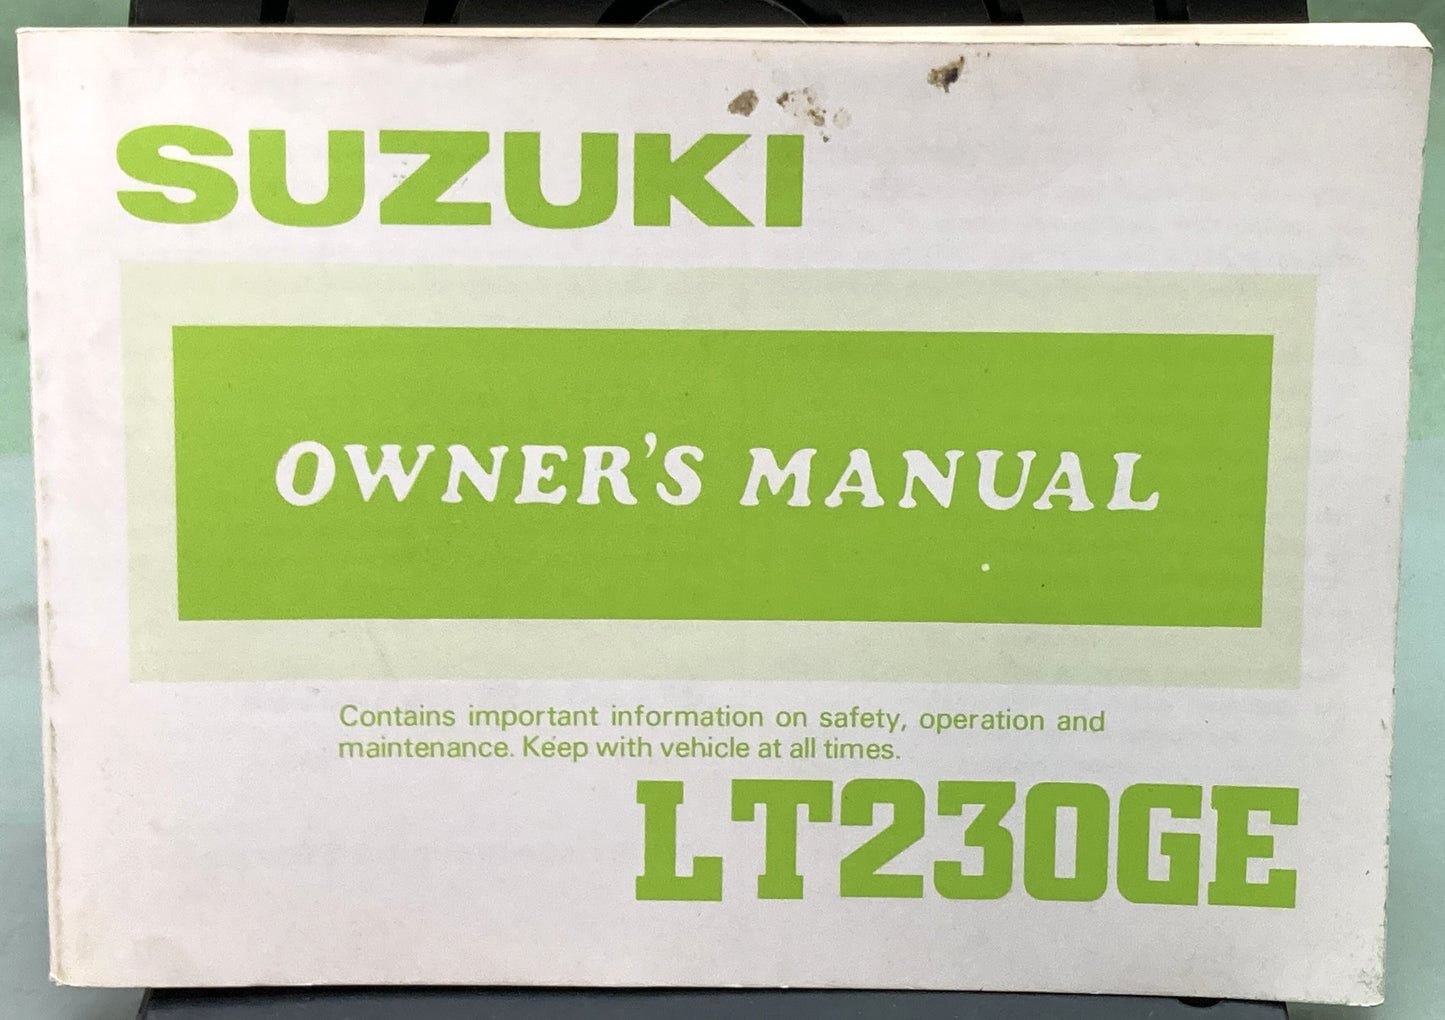 SUZUKI
OWNER'S MANUAL
Contains important information on safety, operation and
maintenance. Keep with vehicle at all times.
LT230GE